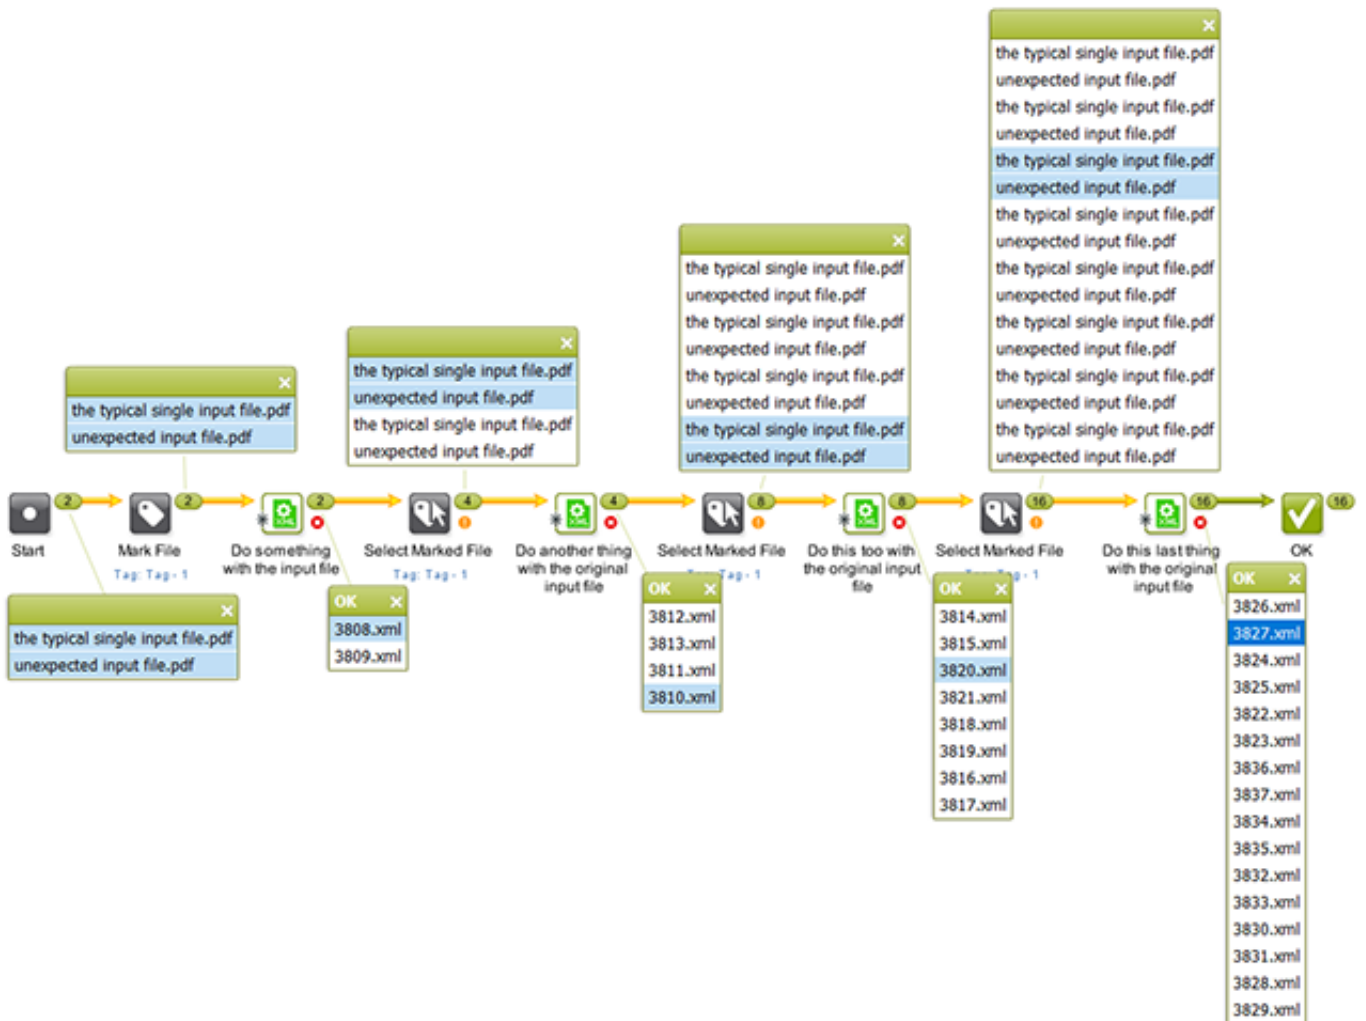 the typical single input file.pdf
unexpected input file.pdf
the typical single input file.pdf
unexpected input file.pdf
the typical single input file.pdf
unexpected input file.pdf
the typical single input file.pdf
unexpected input file.pdf
the typical single input file.pdf
unexpected input file.pdf
the typical single input file.pdf
unexpected input file.pdf
the typical single input file.pdf
unexpected input file.pdf
the typical single input file.pdf
unexpected input file.pdf
the typical single input file.pdf
unexpected input file.pdf
the typical single input file.pdf
unexpected input file.pdf
the typical single input file.pdf
unexpected input file.pdf
the typical single input file.pdf
unexpected input file.pdf
the typical single input file.pdf
unexpected input file.pdf
the typical single input file.pdf
unexpected input file.pdf
the typical single input file.pdf
unexpected input file.pdf
2
2
2
4
4
8
8
16
16
16
XML
XML
XML
XML
Start
Mark File
Tag: Tag - 1
Do something
with the input file
Select Marked File
Tag: Tag - 1
Do another thing
with the original
input file
Select Marked File
Tag - 1
Do this too with
the original input
file
Select Marked File
Tag - 1
Do this last thing
with the original
input file
OK
the typical single input file.pdf
unexpected input file.pdf
OK
3808.xml
3809.xml
OK
3812.xml
3813.xml
3811.xml
3810.xml
OK
3814.xml
3815.xml
3820.xml
3821.xml
3818.xml
3819.xml
3816.xml
3817.xml
OK
3826.xml
3827.xml
3824.xml
3825.xml
3822.xml
3823.xml
3836.xml
3837.xml
3834.xml
3835.xml
3832.xml
3833.xml
3830.xml
3831.xml
3828.xml
3829.xml